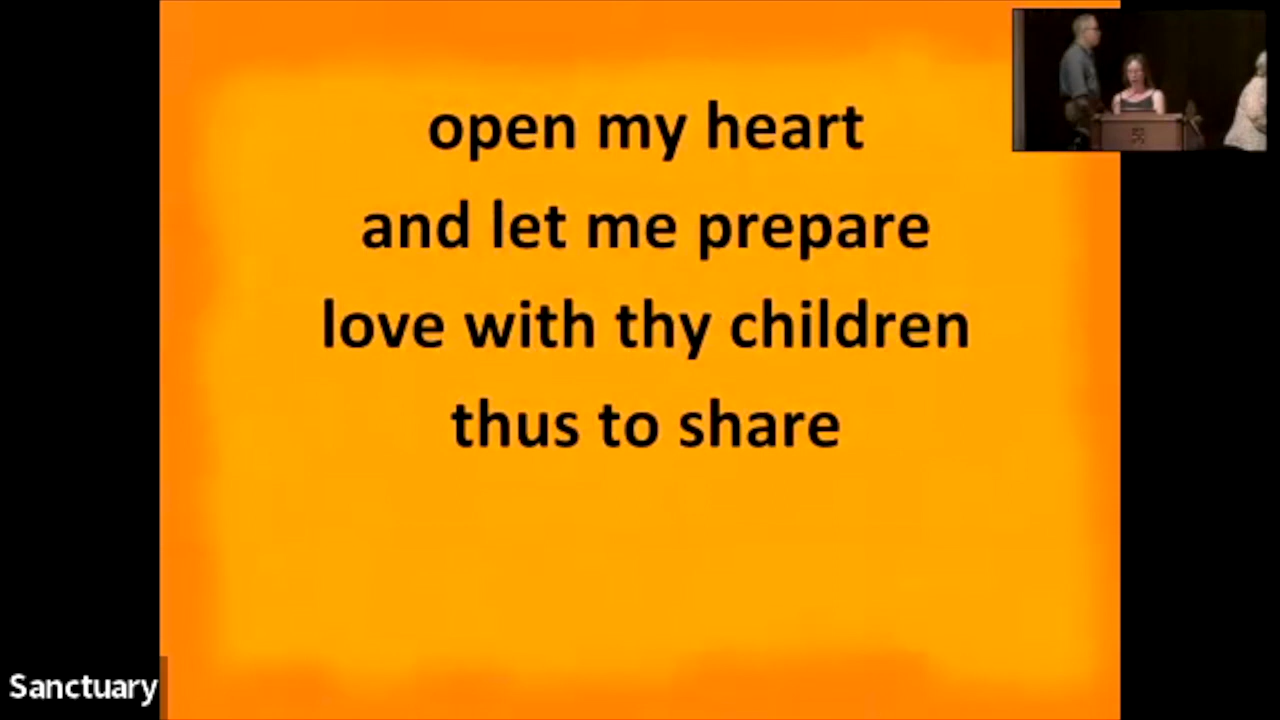 open my heart
and let me prepare
love with thy children
thus to share
Sanctuary